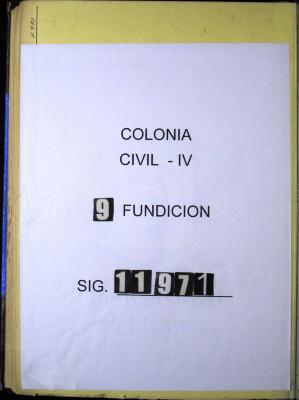 COLONIA
CIVIL - IV
9 FUNDICION
SIG. 11971